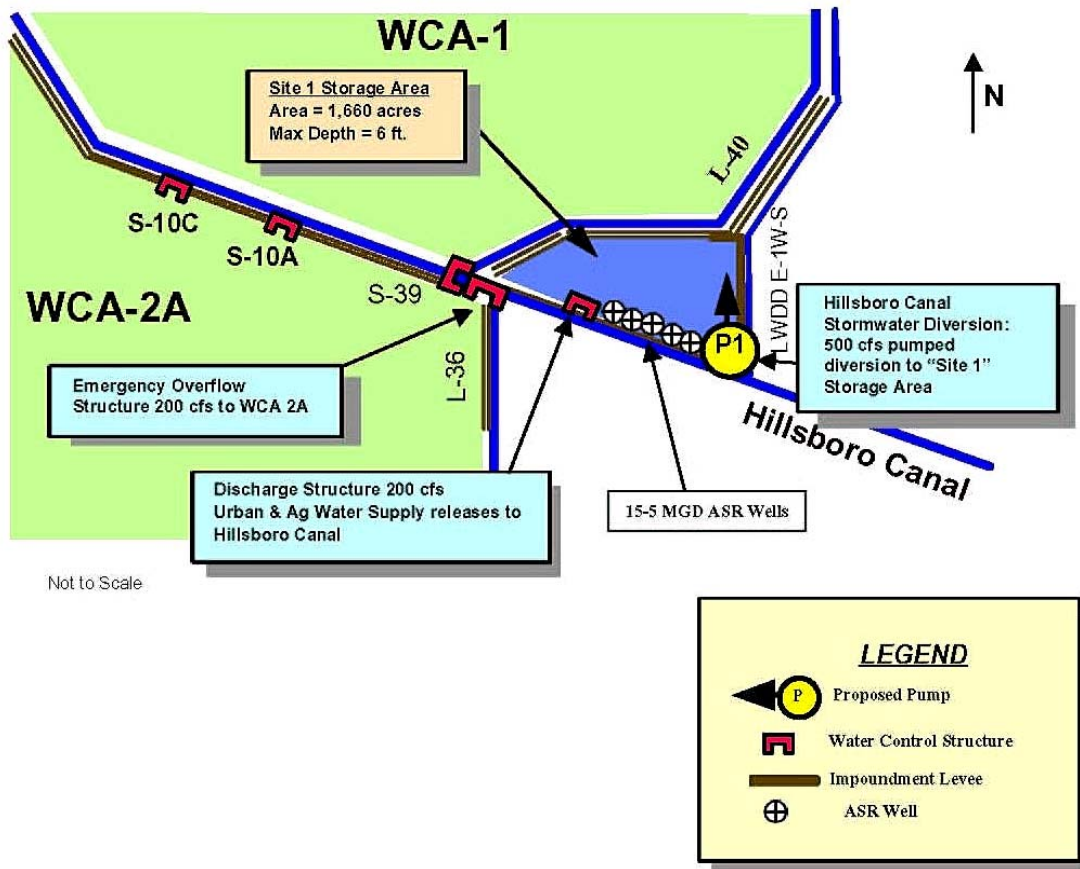 WCA-1
Site 1 Storage Area
Area = 1,660 acres
Max Depth = 6 ft.
N
L-40
S-10C
S-10A
S-39
WCA-2A
LWDD E-1W-S
P1
Hillsboro Canal
Stormwater Diversion:
500 cfs pumped
diversion to “Site 1”
Storage Area
Emergency Overflow
Structure 200 cfs to WCA 2A
L-36
Hillsboro Canal
Discharge Structure 200 cfs
Urban & Ag Water Supply releases to
Hillsboro Canal
15-5 MGD ASR Wells
Not to Scale
LEGEND
P
Proposed Pump
Water Control Structure
Impoundment Levee
ASR Well